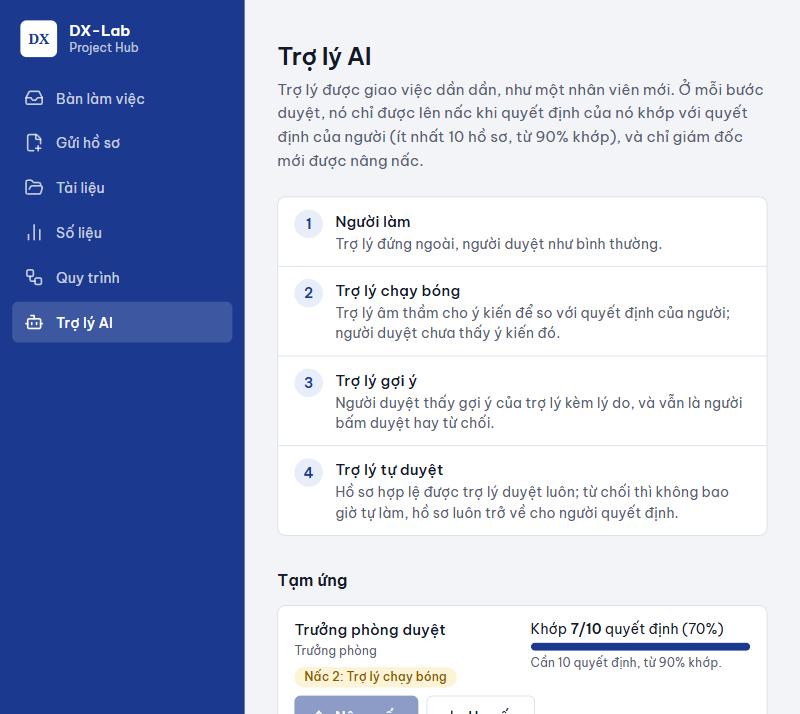 DX
DX-Lab
Project Hub
Bàn làm việc
Gửi hồ sơ
Tài liệu
Số liệu
Quy trình
Trợ lý AI
Trợ lý AI
Trợ lý được giao việc dần dần, như một nhân viên mới. Ở mỗi bước
duyệt, nó chỉ được lên nấc khi quyết định của nó khớp với quyết
định của người (ít nhất 10 hồ sơ, từ 90% khớp), và chỉ giám đốc
mới được nâng nấc.
1
Người làm
Trợ lý đứng ngoài, người duyệt như bình thường.
2
Trợ lý chạy bóng
Trợ lý âm thầm cho ý kiến để so với quyết định của người;
người duyệt chưa thấy ý kiến đó.
3
Trợ lý gợi ý
Người duyệt thấy gợi ý của trợ lý kèm lý do, và vẫn là người
bấm duyệt hay từ chối.
4
Trợ lý tự duyệt
Hồ sơ hợp lệ được trợ lý duyệt luôn; từ chối thì không bao
giờ tự làm, hồ sơ luôn trở về cho người quyết định.
Tạm ứng
Trưởng phòng duyệt
Trưởng phòng
Nấc 2: Trợ lý chạy bóng
Khớp 7/10 quyết định (70%)
Cần 10 quyết định, từ 90% khớp.